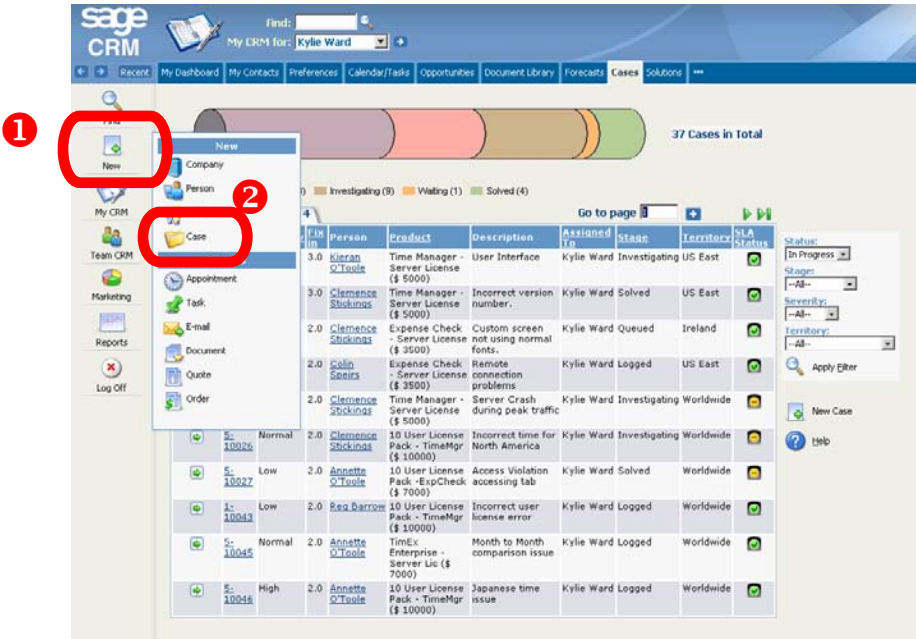 sage
CRM
Find:
My CRM for: Kylie Ward
Recent My Dashboard My Contacts Preferences Calendar/Tasks Opportunities Document Library Forecasts Cases Solutions
1
Find
New
My CRM
Team CRM
Marketing
Reports
Log Off
New
Company
Person
2
Case
Appointment
Task
E-mail
Document
Quote
Order
37 Cases in Total
Investigating (9) Waiting (1) Solved (4)
4 Go to page
Fix in Person Product Description Assigned To Stage Territory SLA Status
3.0 Kieran O'Toole Time Manager - Server License ($ 5000) User Interface Kylie Ward Investigating US East
3.0 Clemence Stickings Time Manager - Server License ($ 5000) Incorrect version number. Kylie Ward Solved US East
2.0 Clemence Stickings Expense Check - Server License ($ 3500) Custom screen not using normal fonts. Kylie Ward Queued Ireland
2.0 Colin Speirs Expense Check - Server License ($ 3500) Remote connection problems Kylie Ward Logged US East
2.0 Clemence Stickings Time Manager - Server License ($ 5000) Server Crash during peak traffic Kylie Ward Investigating Worldwide
5-10026 Normal 2.0 Clemence Stickings 10 User License Pack - TimeMgr ($ 10000) Incorrect time for North America Kylie Ward Investigating Worldwide
5-10027 Low 2.0 Annette O'Toole 10 User License Pack -ExpCheck ($ 7000) Access Violation accessing tab Kylie Ward Solved Worldwide
1-10043 Low 2.0 Reg Barrow 10 User License Pack - TimeMgr ($ 10000) Incorrect user license error Kylie Ward Logged Worldwide
5-10045 Normal 2.0 Annette O'Toole TimEx Enterprise - Server Lic ($ 7000) Month to Month comparison issue Kylie Ward Logged Worldwide
5-10046 High 2.0 Annette O'Toole 10 User License Pack - TimeMgr ($ 10000) Japanese time issue Kylie Ward Logged Worldwide
Status:
In Progress
Stage:
--All--
Severity:
--All--
Territory:
--All--
Apply Filter
New Case
Help